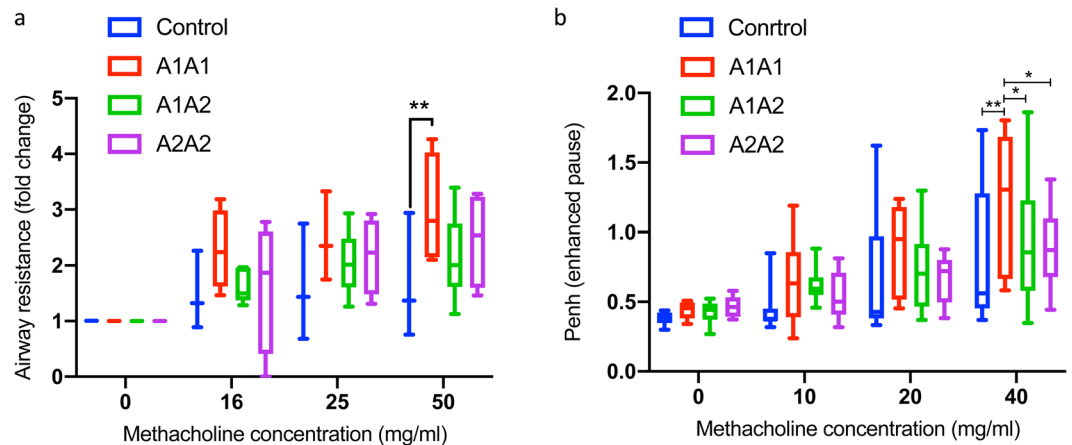 a
Control
A1A1
A1A2
A2A2
Airway resistance (fold change)
5
4
3
2
1
0
**
0 16 25 50
Methacholine concentration (mg/ml)
b
Conrtrol
A1A1
A1A2
A2A2
Penh (enhanced pause)
2.0
1.5
1.0
0.5
0.0
*
** *
0 10 20 40
Methacholine concentration (mg/ml)